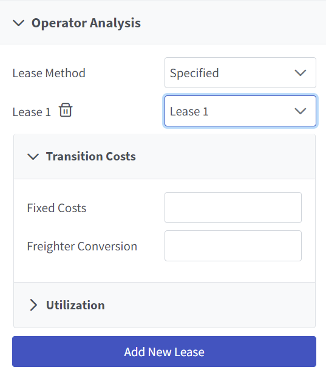 Operator Analysis
Lease Method Specified
Lease 1 Lease 1
Transition Costs
Fixed Costs
Freighter Conversion
Utilization
Add New Lease